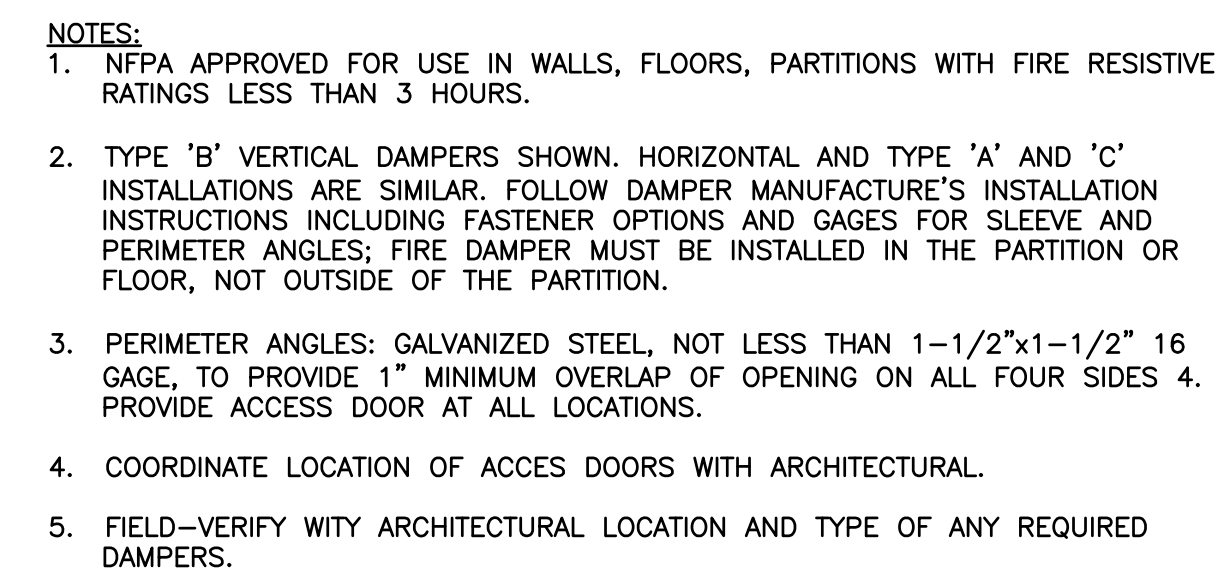 NOTES:
1. NFPA APPROVED FOR USE IN WALLS, FLOORS, PARTITIONS WITH FIRE RESISTIVE
RATINGS LESS THAN 3 HOURS.
2. TYPE 'B' VERTICAL DAMPERS SHOWN. HORIZONTAL AND TYPE 'A' AND 'C'
INSTALLATIONS ARE SIMILAR. FOLLOW DAMPER MANUFACTURE'S INSTALLATION
INSTRUCTIONS INCLUDING FASTENER OPTIONS AND GAGES FOR SLEEVE AND
PERIMETER ANGLES; FIRE DAMPER MUST BE INSTALLED IN THE PARTITION OR
FLOOR, NOT OUTSIDE OF THE PARTITION.
3. PERIMETER ANGLES: GALVANIZED STEEL, NOT LESS THAN 1-1/2"x1-1/2" 16
GAGE, TO PROVIDE 1" MINIMUM OVERLAP OF OPENING ON ALL FOUR SIDES 4.
PROVIDE ACCESS DOOR AT ALL LOCATIONS.
4. COORDINATE LOCATION OF ACCES DOORS WITH ARCHITECTURAL.
5. FIELD-VERIFY WITY ARCHITECTURAL LOCATION AND TYPE OF ANY REQUIRED
DAMPERS.